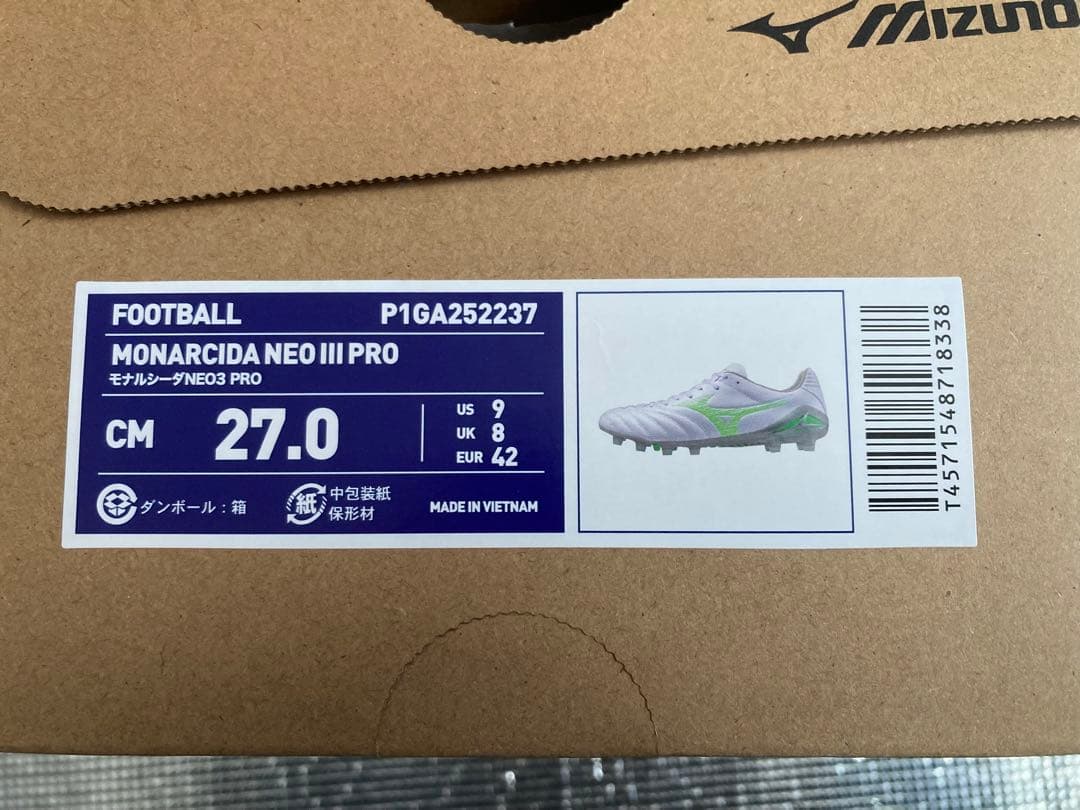 MIZUNO
FOOTBALL P1GA252237
MONARCIDA NEO III PRO
モナルシーダNEO3 PRO
CM 27.0
US 9
UK 8
EUR 42
ダンボール：箱
紙 中包装紙
保形材
MADE IN VIETNAM
T4571548718338